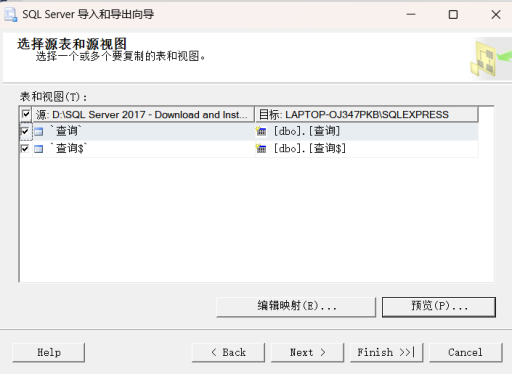 SQL Server 导入和导出向导
选择源表和源视图
选择一个或多个要复制的表和视图。
表和视图(T):
源: D:\SQL Server 2017 - Download and Inst... 目标: LAPTOP-OJ347PKB\SQLEXPRESS
`查询` [dbo].[查询]
`查询$` [dbo].[查询$]
编辑映射(E)... 预览(P)...
Help < Back Next > Finish >>| Cancel